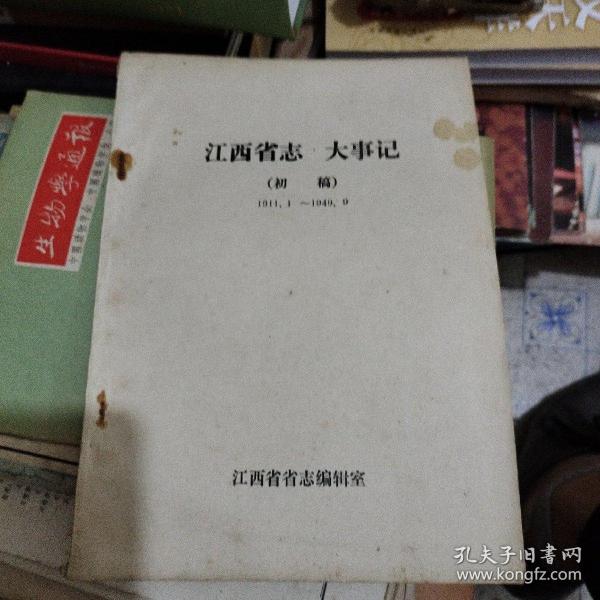 江西省志·大事记
（初 稿）
1911.1 ～1949.9
江西省省志编辑室
生物學通报
孔夫子旧书网
www.kongfz.com